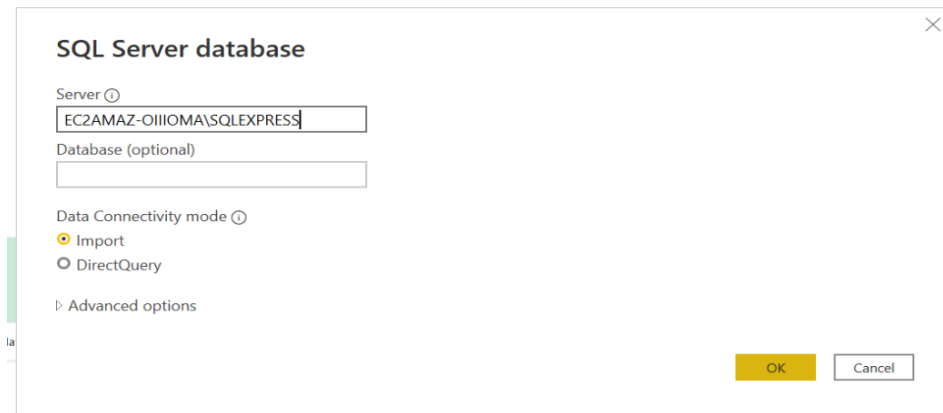 SQL Server database
Server
EC2AMAZ-OIIIOMA\SQLEXPRESS
Database (optional)
Data Connectivity mode
Import
DirectQuery
Advanced options
OK Cancel